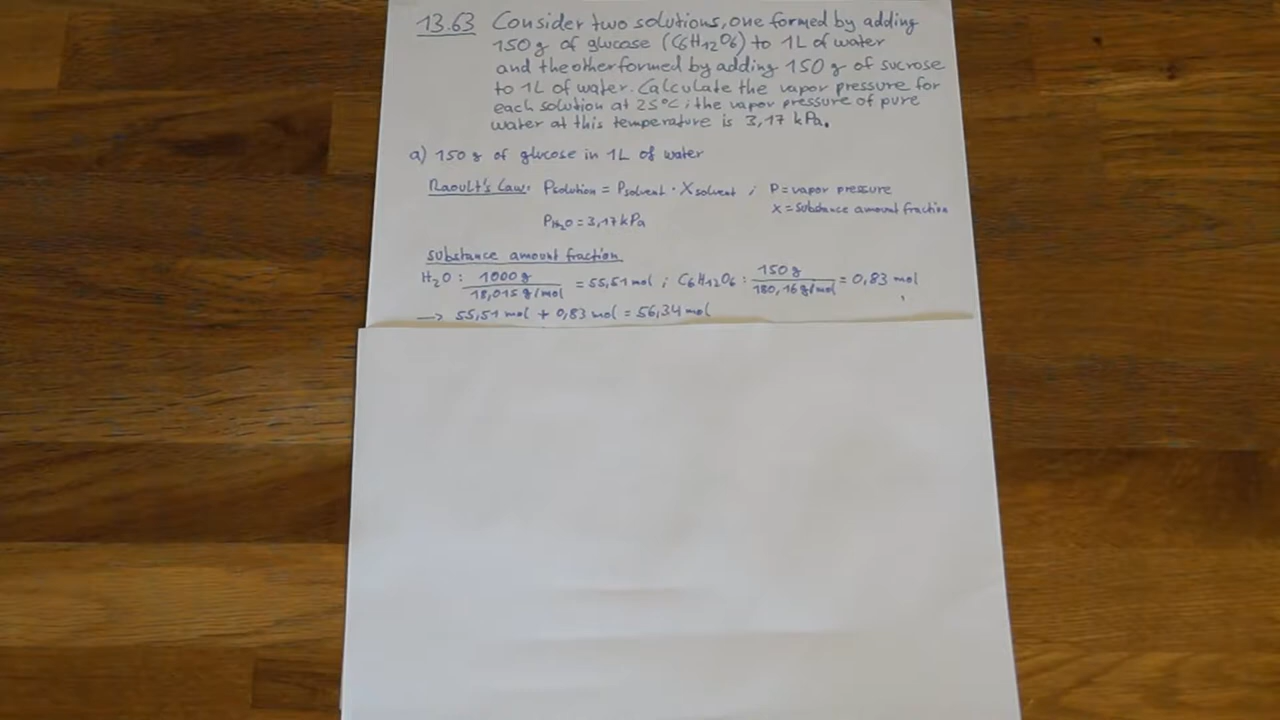 13.63 Consider two solutions, one formed by adding
150 g of glucose (C6H12O6) to 1L of water
and the other formed by adding 150 g of sucrose
to 1L of water. Calculate the vapor pressure for
each solution at 25°C; the vapor pressure of pure
water at this temperature is 3,17 kPa.
a) 150 g of glucose in 1L of water
Raoult's Law: Psolution = Psolvent · Xsolvent ; P = vapor pressure
X = substance amount fraction
PH2O = 3,17 kPa
substance amount fraction
H2O : 1000 g / 18,015 g/mol = 55,51 mol ; C6H12O6 : 150 g / 180,16 g/mol = 0,83 mol
→ 55,51 mol + 0,83 mol = 56,34 mol